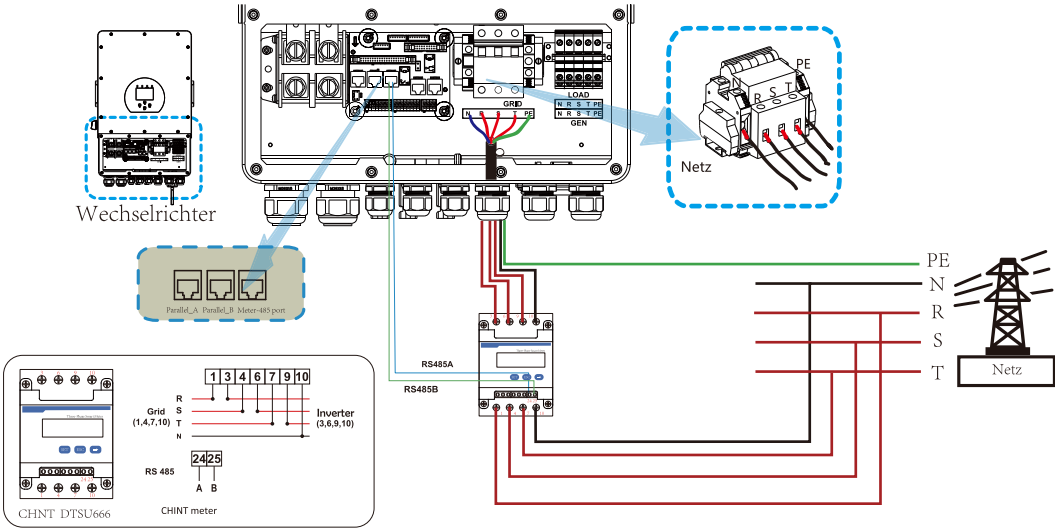 LOAD
GRID
N R S T PE
N R S T PE
GEN
N R S T PE
PE
R S T
Netz
Wechselrichter
Parallel_A Parallel_B Meter-485 port
PE
N
R
S
T
Netz
RS485A
RS485B
1 3 4 6 7 9 10
R
S
T
N
Grid
(1,4,7,10)
Inverter
(3,6,9,10)
24 25
RS 485
A B
CHINT meter
CHNT DTSU666